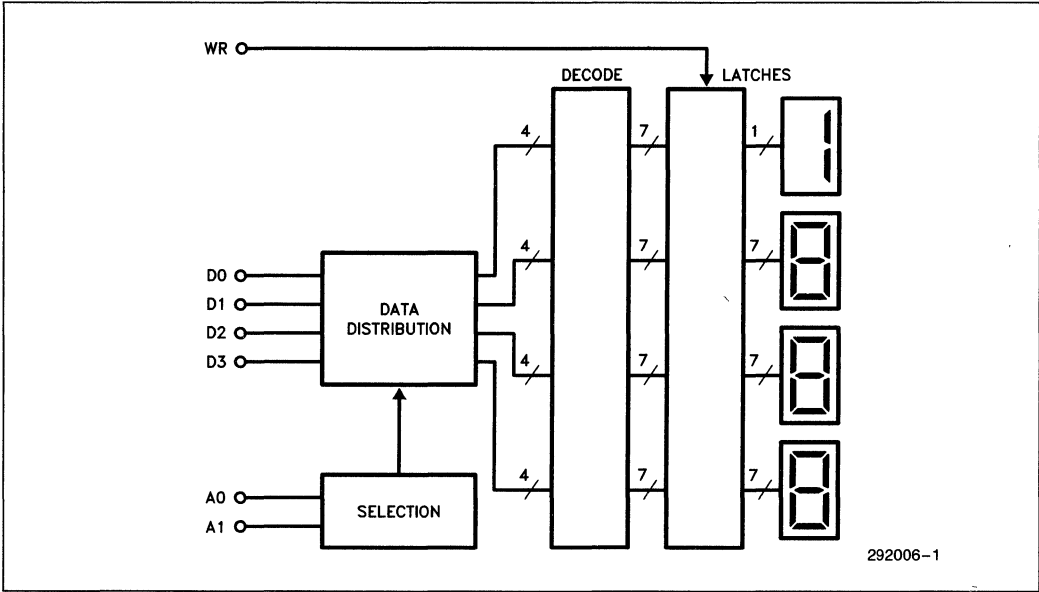 WR
DECODE
LATCHES
4
7
1
4
7
7
D0
D1
D2
D3
DATA
DISTRIBUTION
4
7
7
A0
A1
SELECTION
4
7
7
292006-1